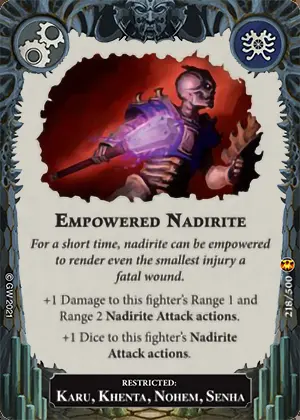 EMPOWERED NADIRITE
For a short time, nadirite can be empowered
to render even the smallest injury a
fatal wound.
+1 Damage to this fighter's Range 1 and
Range 2 Nadirite Attack actions.
+1 Dice to this fighter's Nadirite
Attack actions.
RESTRICTED:
KARU, KHENTA, NOHEM, SENHA
© GW 2021
218/500